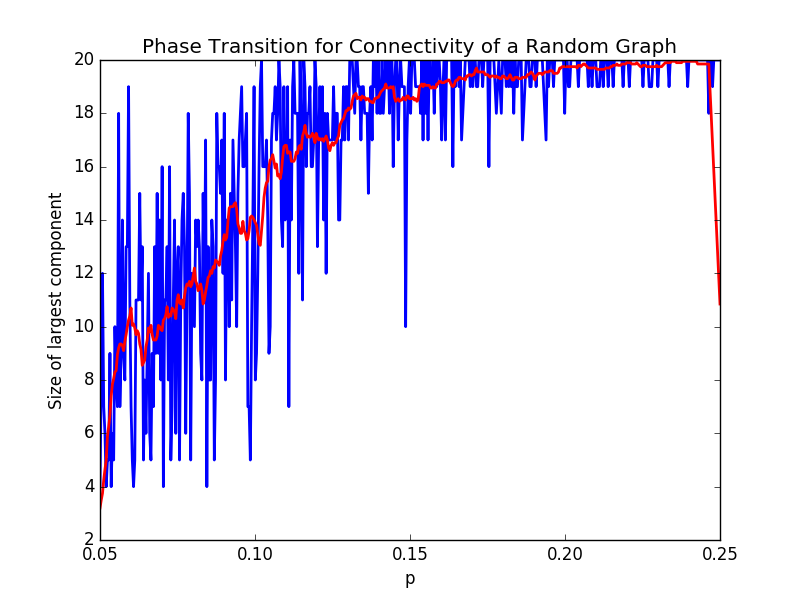 Phase Transition for Connectivity of a Random Graph
Size of largest component
20
18
16
14
12
10
8
6
4
2
0.05 0.10 0.15 0.20 0.25
p